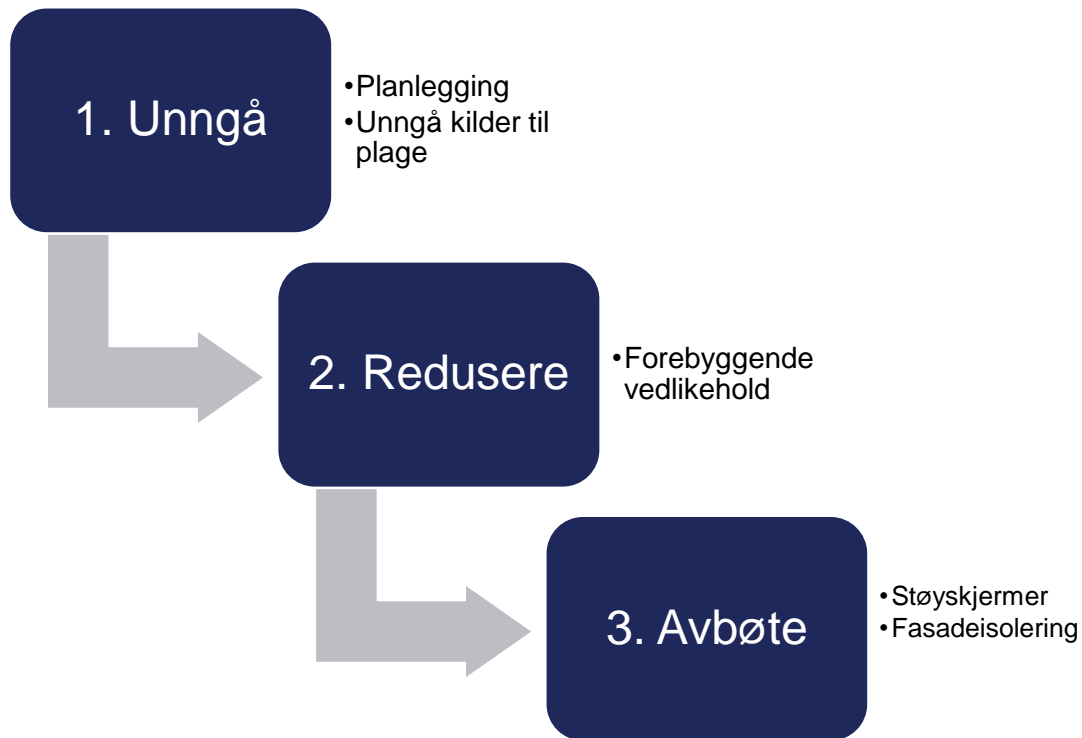 1. Unngå
•Planlegging
•Unngå kilder til
plage
2. Redusere
•Forebyggende
vedlikehold
3. Avbøte
•Støyskjermer
•Fasadeisolering